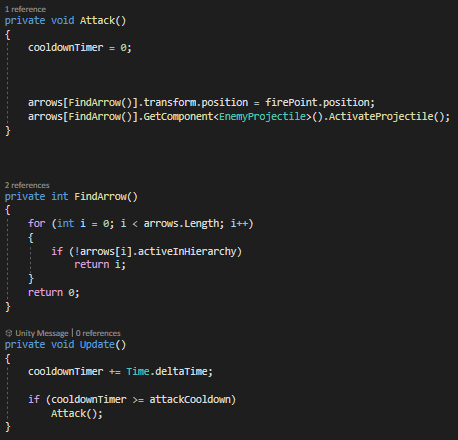 1 reference
private void Attack()
{
    cooldownTimer = 0;
    arrows[FindArrow()].transform.position = firePoint.position;
    arrows[FindArrow()].GetComponent<EnemyProjectile>().ActivateProjectile();
}
2 references
private int FindArrow()
{
    for (int i = 0; i < arrows.Length; i++)
    {
        if (!arrows[i].activeInHierarchy)
            return i;
    }
    return 0;
}
Unity Message | 0 references
private void Update()
{
    cooldownTimer += Time.deltaTime;
    if (cooldownTimer >= attackCooldown)
        Attack();
}